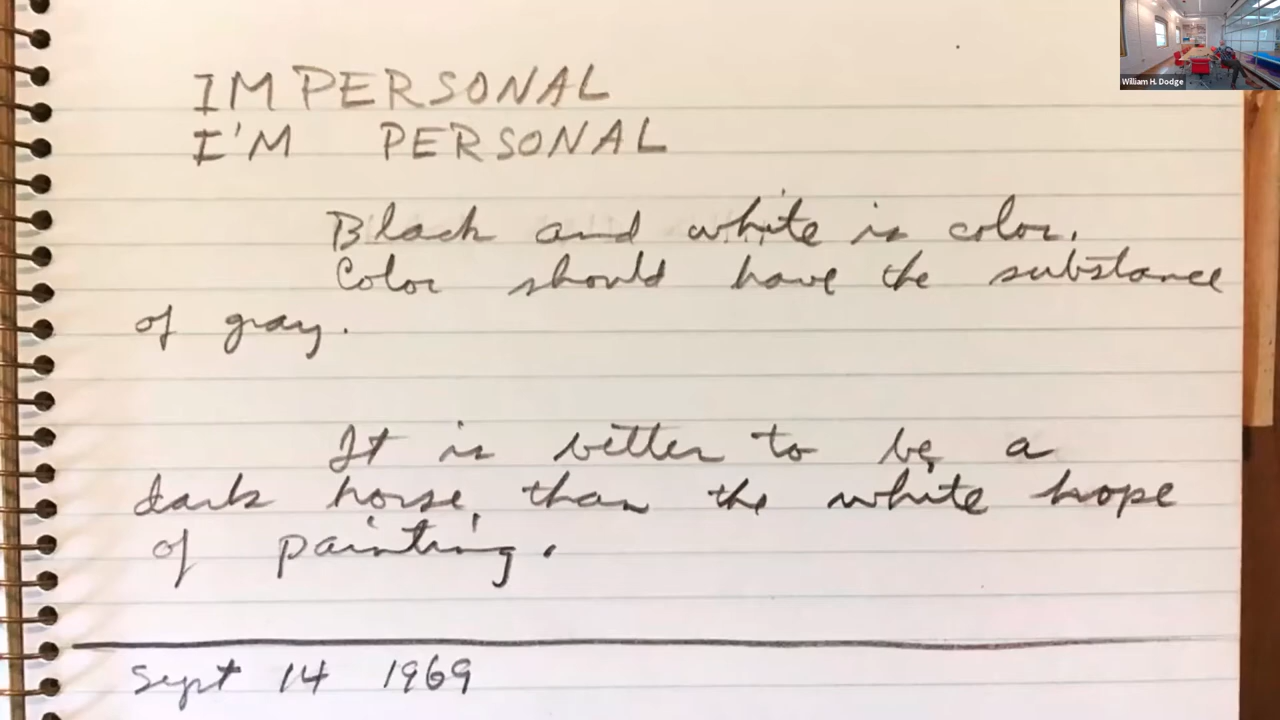 IMPERSONAL
I'M PERSONAL
Black and white is color.
Color should have the substance
of gray.
It is better to be a
dark horse, than the white hope
of painting.
Sept 14 1969
William H. Dodge